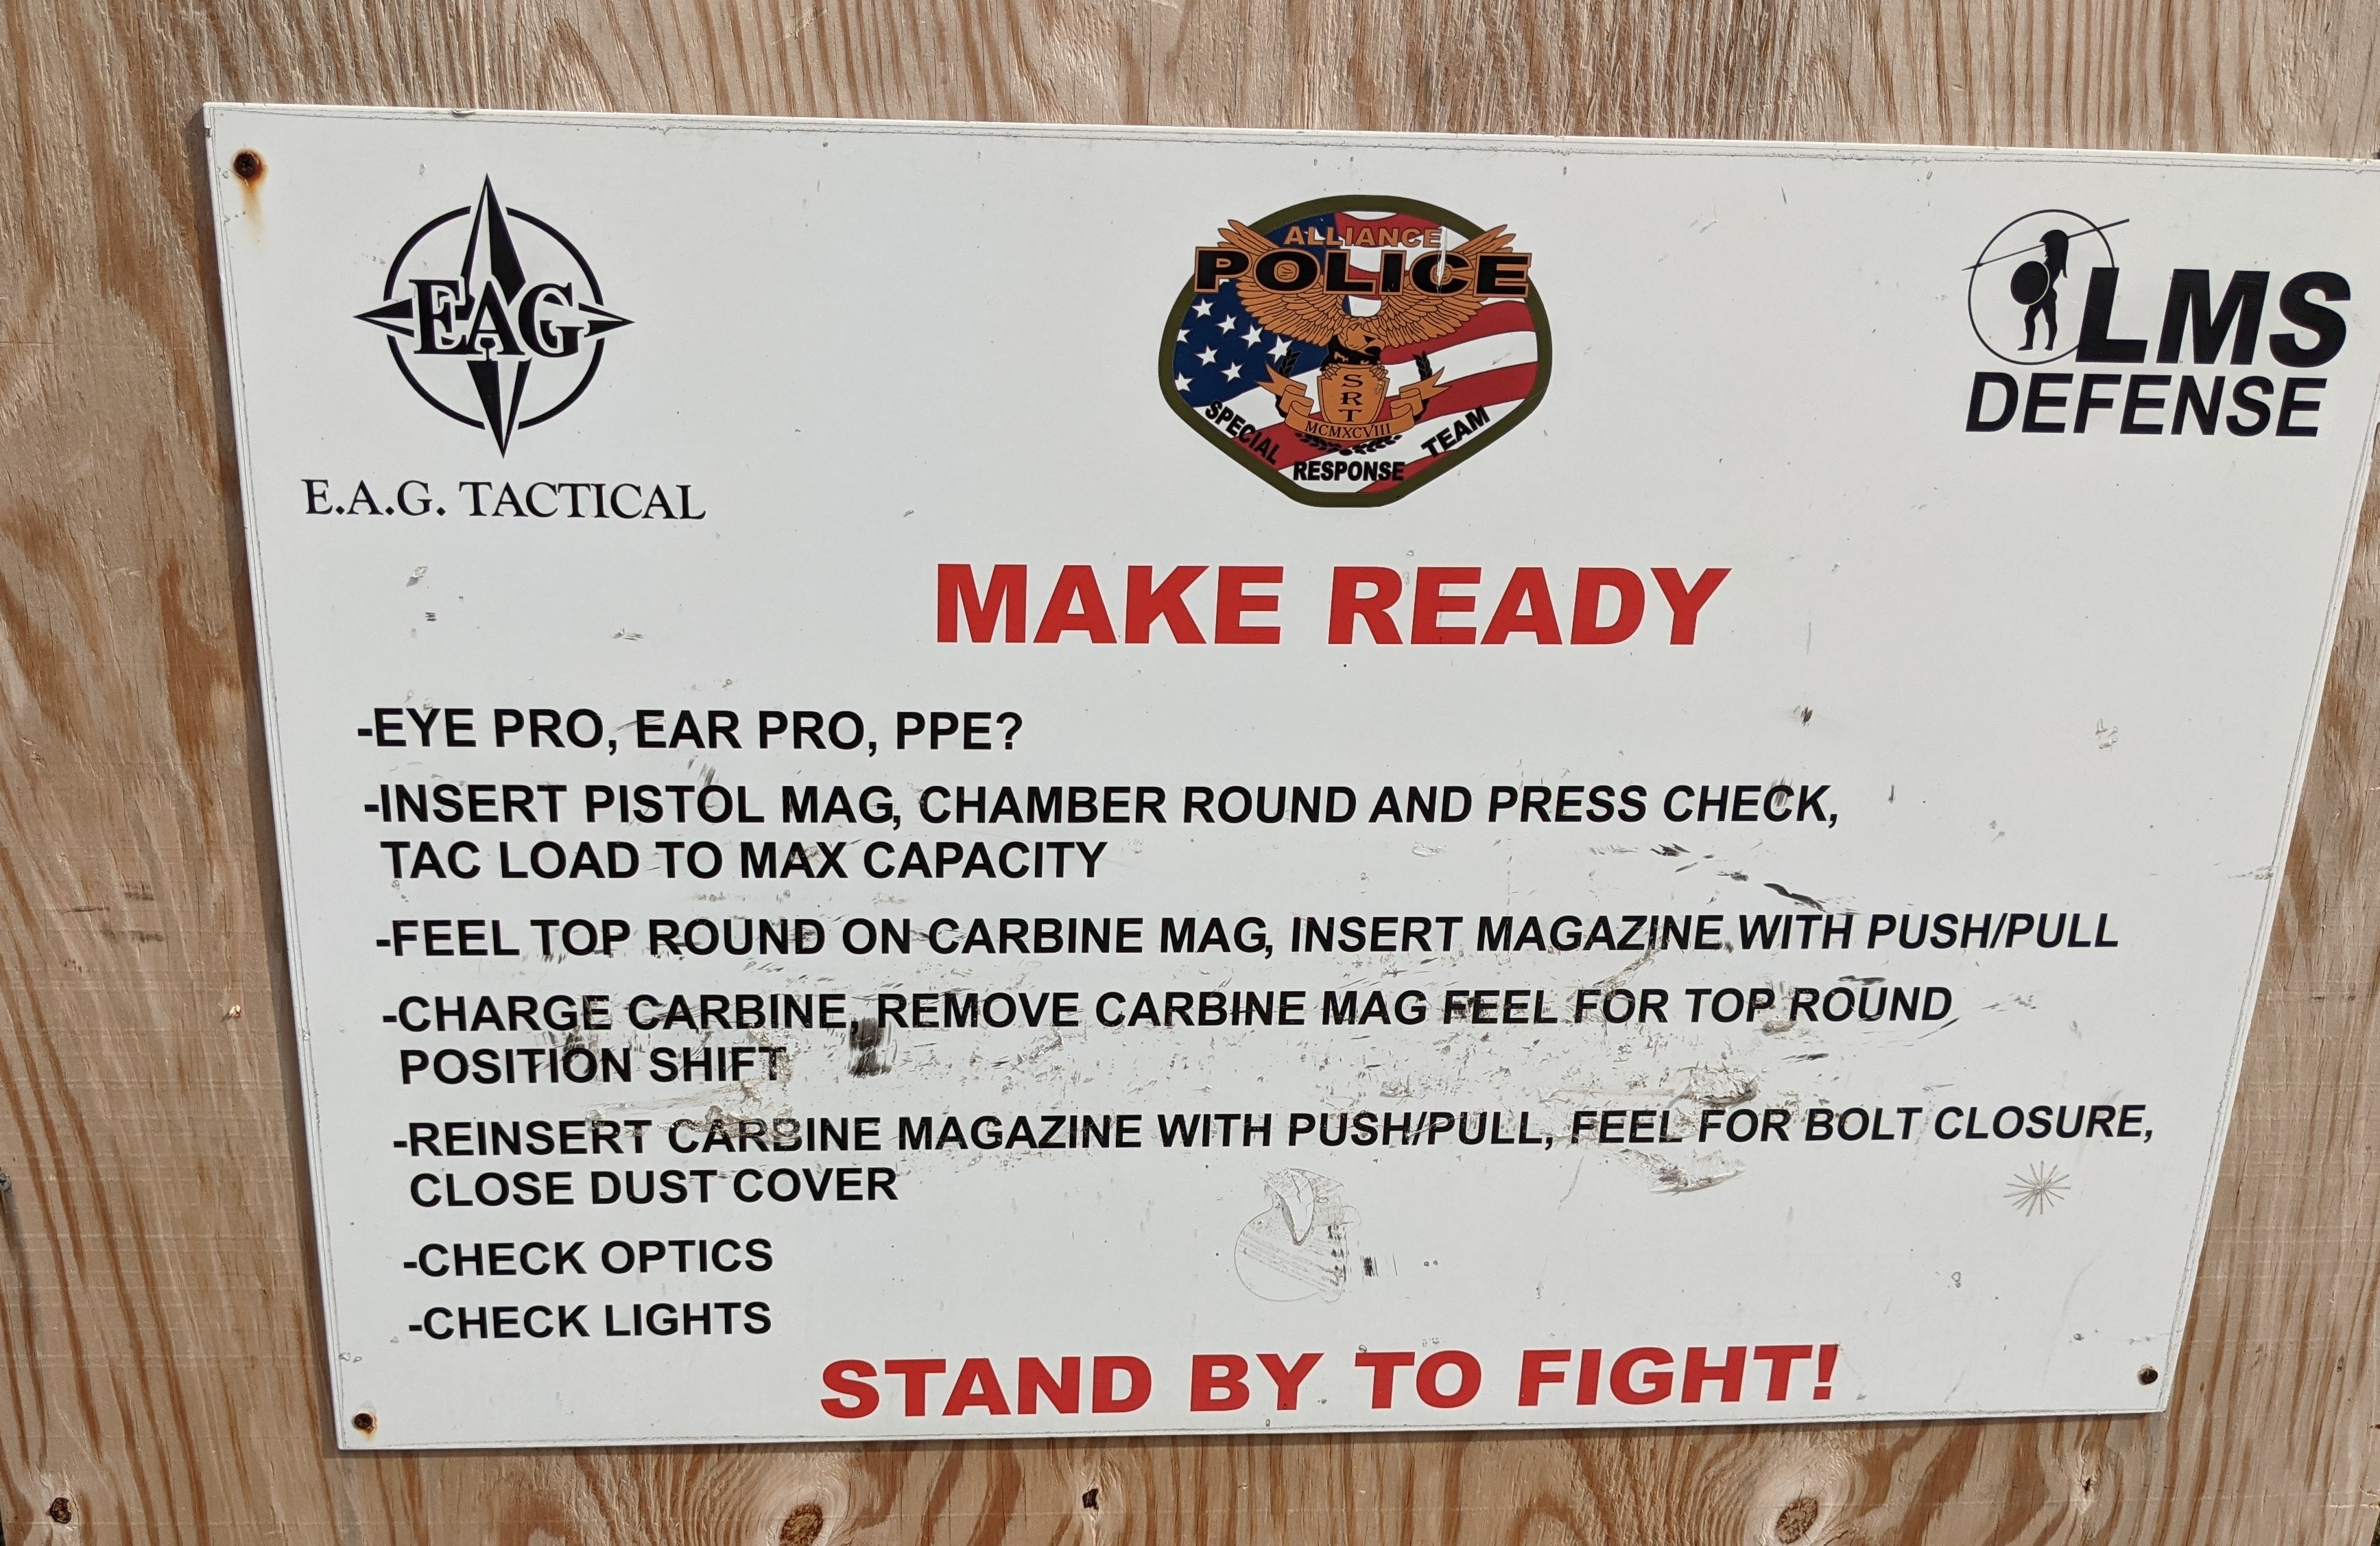 EAG
E.A.G. TACTICAL
ALLIANCE
POLICE
S
R
T
MCMXCVIII
SPECIAL
RESPONSE
TEAM
LMS
DEFENSE
MAKE READY
-EYE PRO, EAR PRO, PPE?
-INSERT PISTOL MAG, CHAMBER ROUND AND PRESS CHECK,
TAC LOAD TO MAX CAPACITY
-FEEL TOP ROUND ON CARBINE MAG, INSERT MAGAZINE WITH PUSH/PULL
-CHARGE CARBINE, REMOVE CARBINE MAG FEEL FOR TOP ROUND
POSITION SHIFT
-REINSERT CARBINE MAGAZINE WITH PUSH/PULL, FEEL FOR BOLT CLOSURE,
CLOSE DUST COVER
-CHECK OPTICS
-CHECK LIGHTS
STAND BY TO FIGHT!